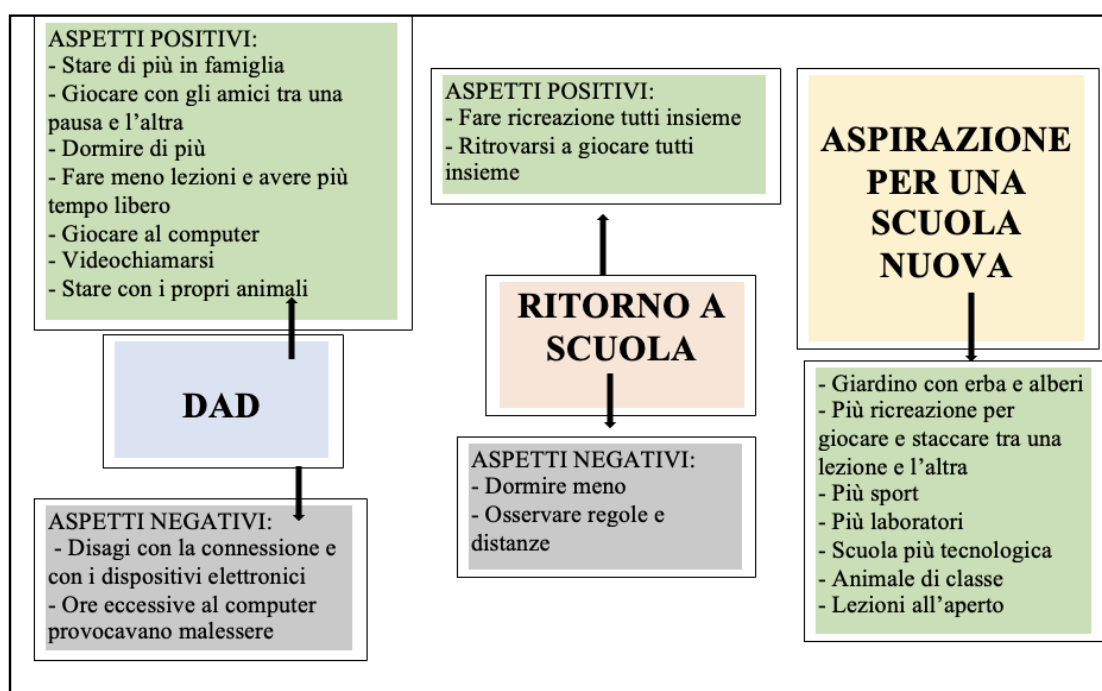 ASPETTI POSITIVI:
- Stare di più in famiglia
- Giocare con gli amici tra una
pausa e l’altra
- Dormire di più
- Fare meno lezioni e avere più
tempo libero
- Giocare al computer
- Videochiamarsi
- Stare con i propri animali
DAD
ASPETTI NEGATIVI:
- Disagi con la connessione e
con i dispositivi elettronici
- Ore eccessive al computer
provocavano malessere
ASPETTI POSITIVI:
- Fare ricreazione tutti insieme
- Ritrovarsi a giocare tutti
insieme
RITORNO A
SCUOLA
ASPETTI NEGATIVI:
- Dormire meno
- Osservare regole e
distanze
ASPIRAZIONE
PER UNA
SCUOLA
NUOVA
- Giardino con erba e alberi
- Più ricreazione per
giocare e staccare tra una
lezione e l’altra
- Più sport
- Più laboratori
- Scuola più tecnologica
- Animale di classe
- Lezioni all’aperto